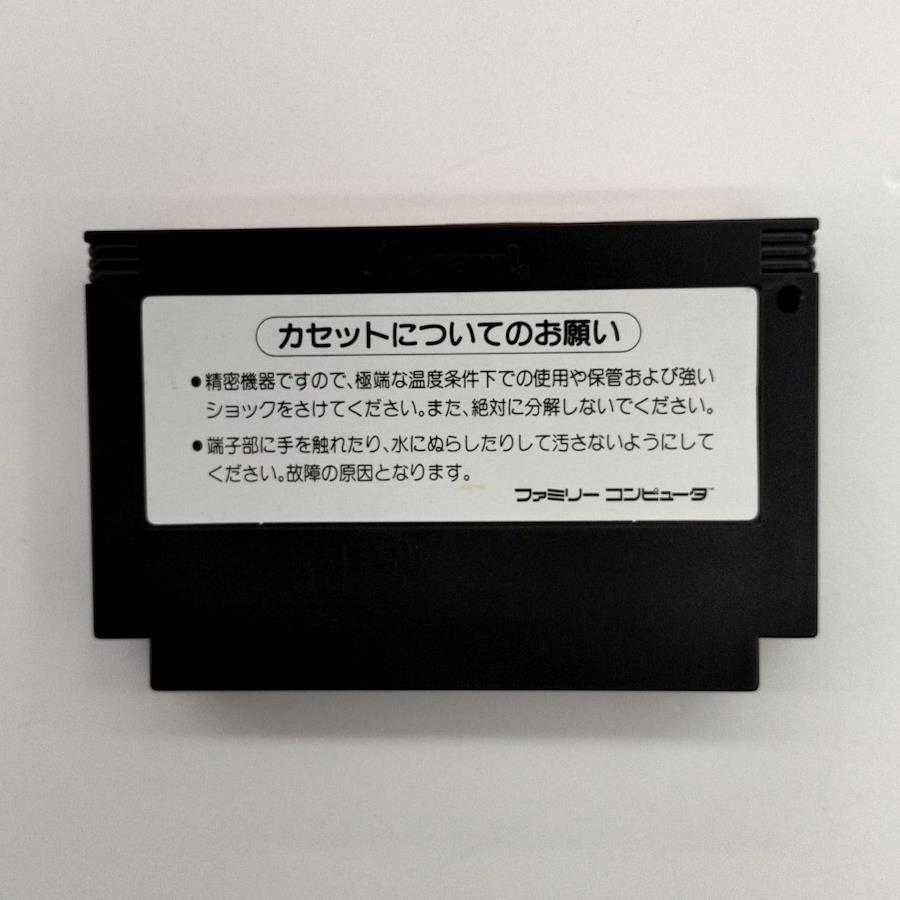 Konami
カセットについてのお願い
●精密機器ですので、極端な温度条件下での使用や保管および強い
ショックをさけてください。また、絶対に分解しないでください。
●端子部に手を触れたり、水にぬらしたりして汚さないようにして
ください。故障の原因となります。
ファミリー コンピュータ™